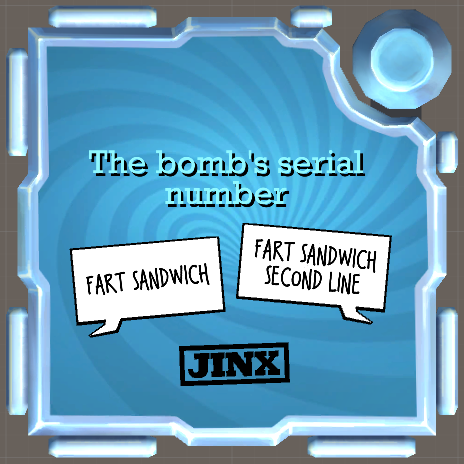 The bomb's serial
number
FART SANDWICH
FART SANDWICH
SECOND LINE
JINX